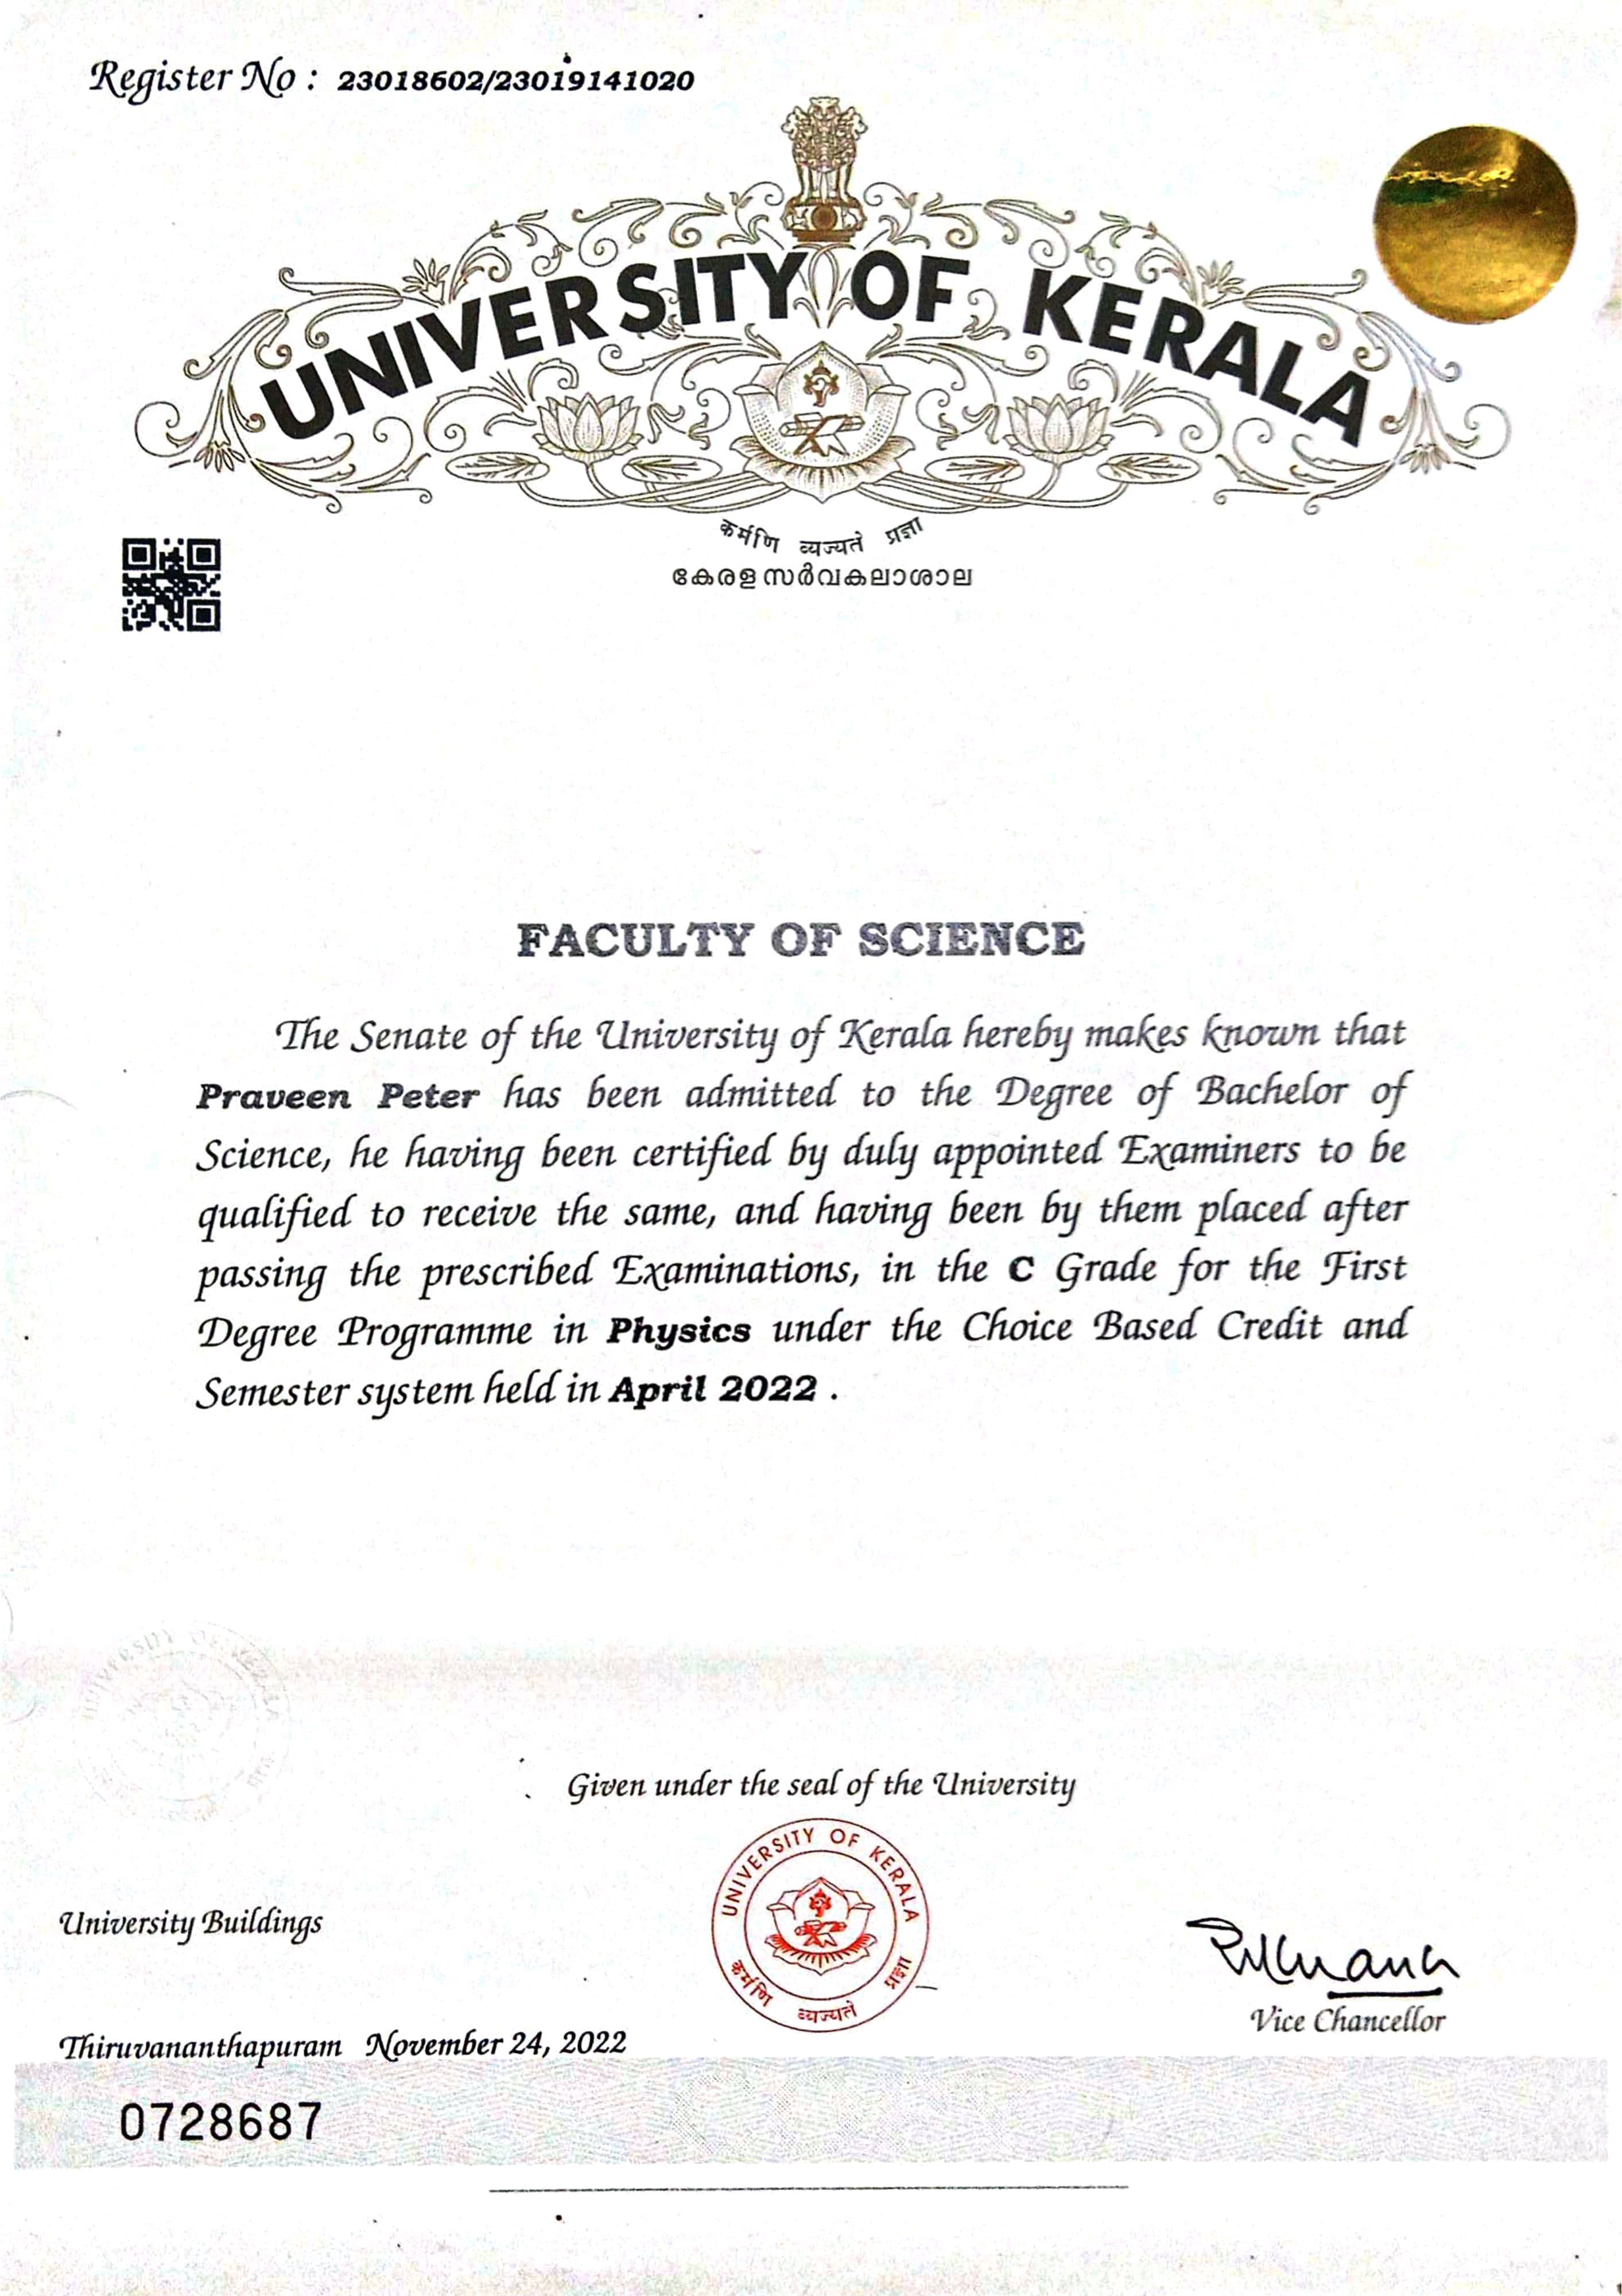 Register No : 23018602/23019141020
UNIVERSITY OF KERALA
कर्मणि व्यज्यते प्रज्ञा
കേരള സർവകലാശാല
FACULTY OF SCIENCE
The Senate of the University of Kerala hereby makes known that
Praveen Peter has been admitted to the Degree of Bachelor of
Science, he having been certified by duly appointed Examiners to be
qualified to receive the same, and having been by them placed after
passing the prescribed Examinations, in the C Grade for the First
Degree Programme in Physics under the Choice Based Credit and
Semester system held in April 2022 .
Given under the seal of the University
UNIVERSITY OF KERALA
कर्मणि व्यज्यते प्रज्ञा
University Buildings
Vice Chancellor
Thiruvananthapuram November 24, 2022
0728687